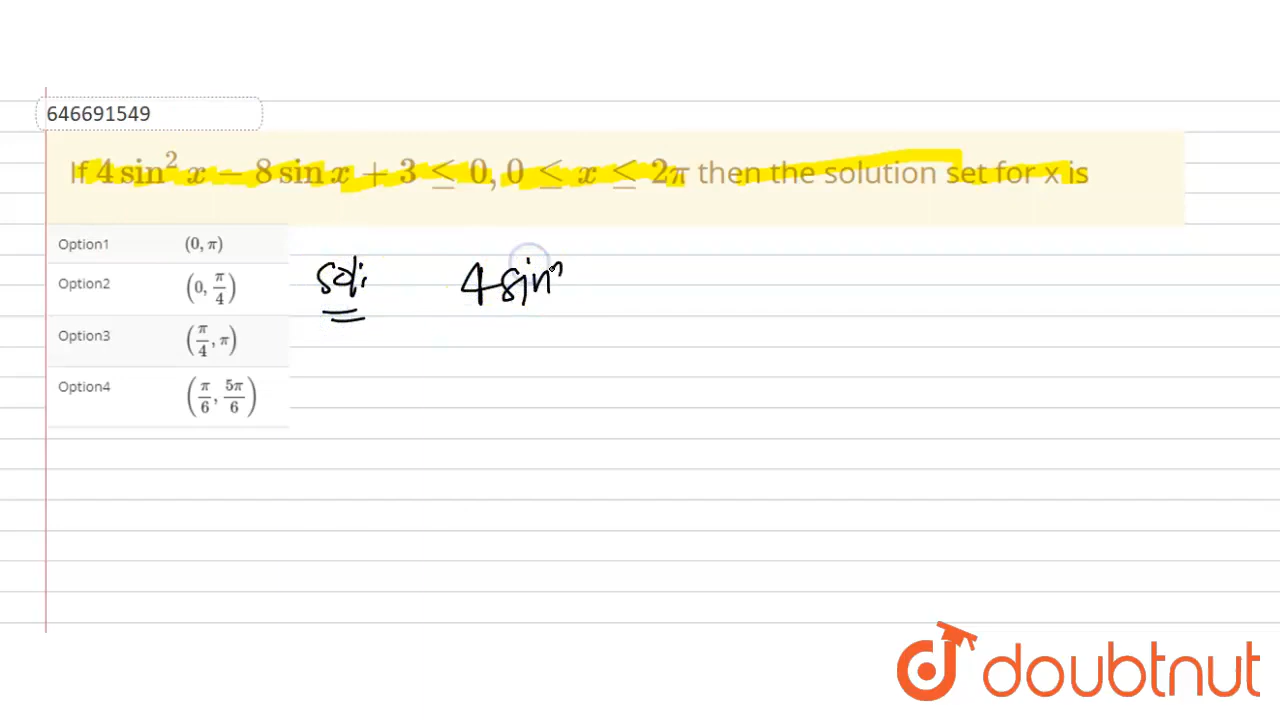 646691549
If 4 sin² x − 8 sin x + 3 ≤ 0, 0 ≤ x ≤ 2π then the solution set for x is
Option1 (0, π)
Option2 (0, π/4)
Option3 (π/4, π)
Option4 (π/6, 5π/6)
Sol:
4 sin
doubtnut